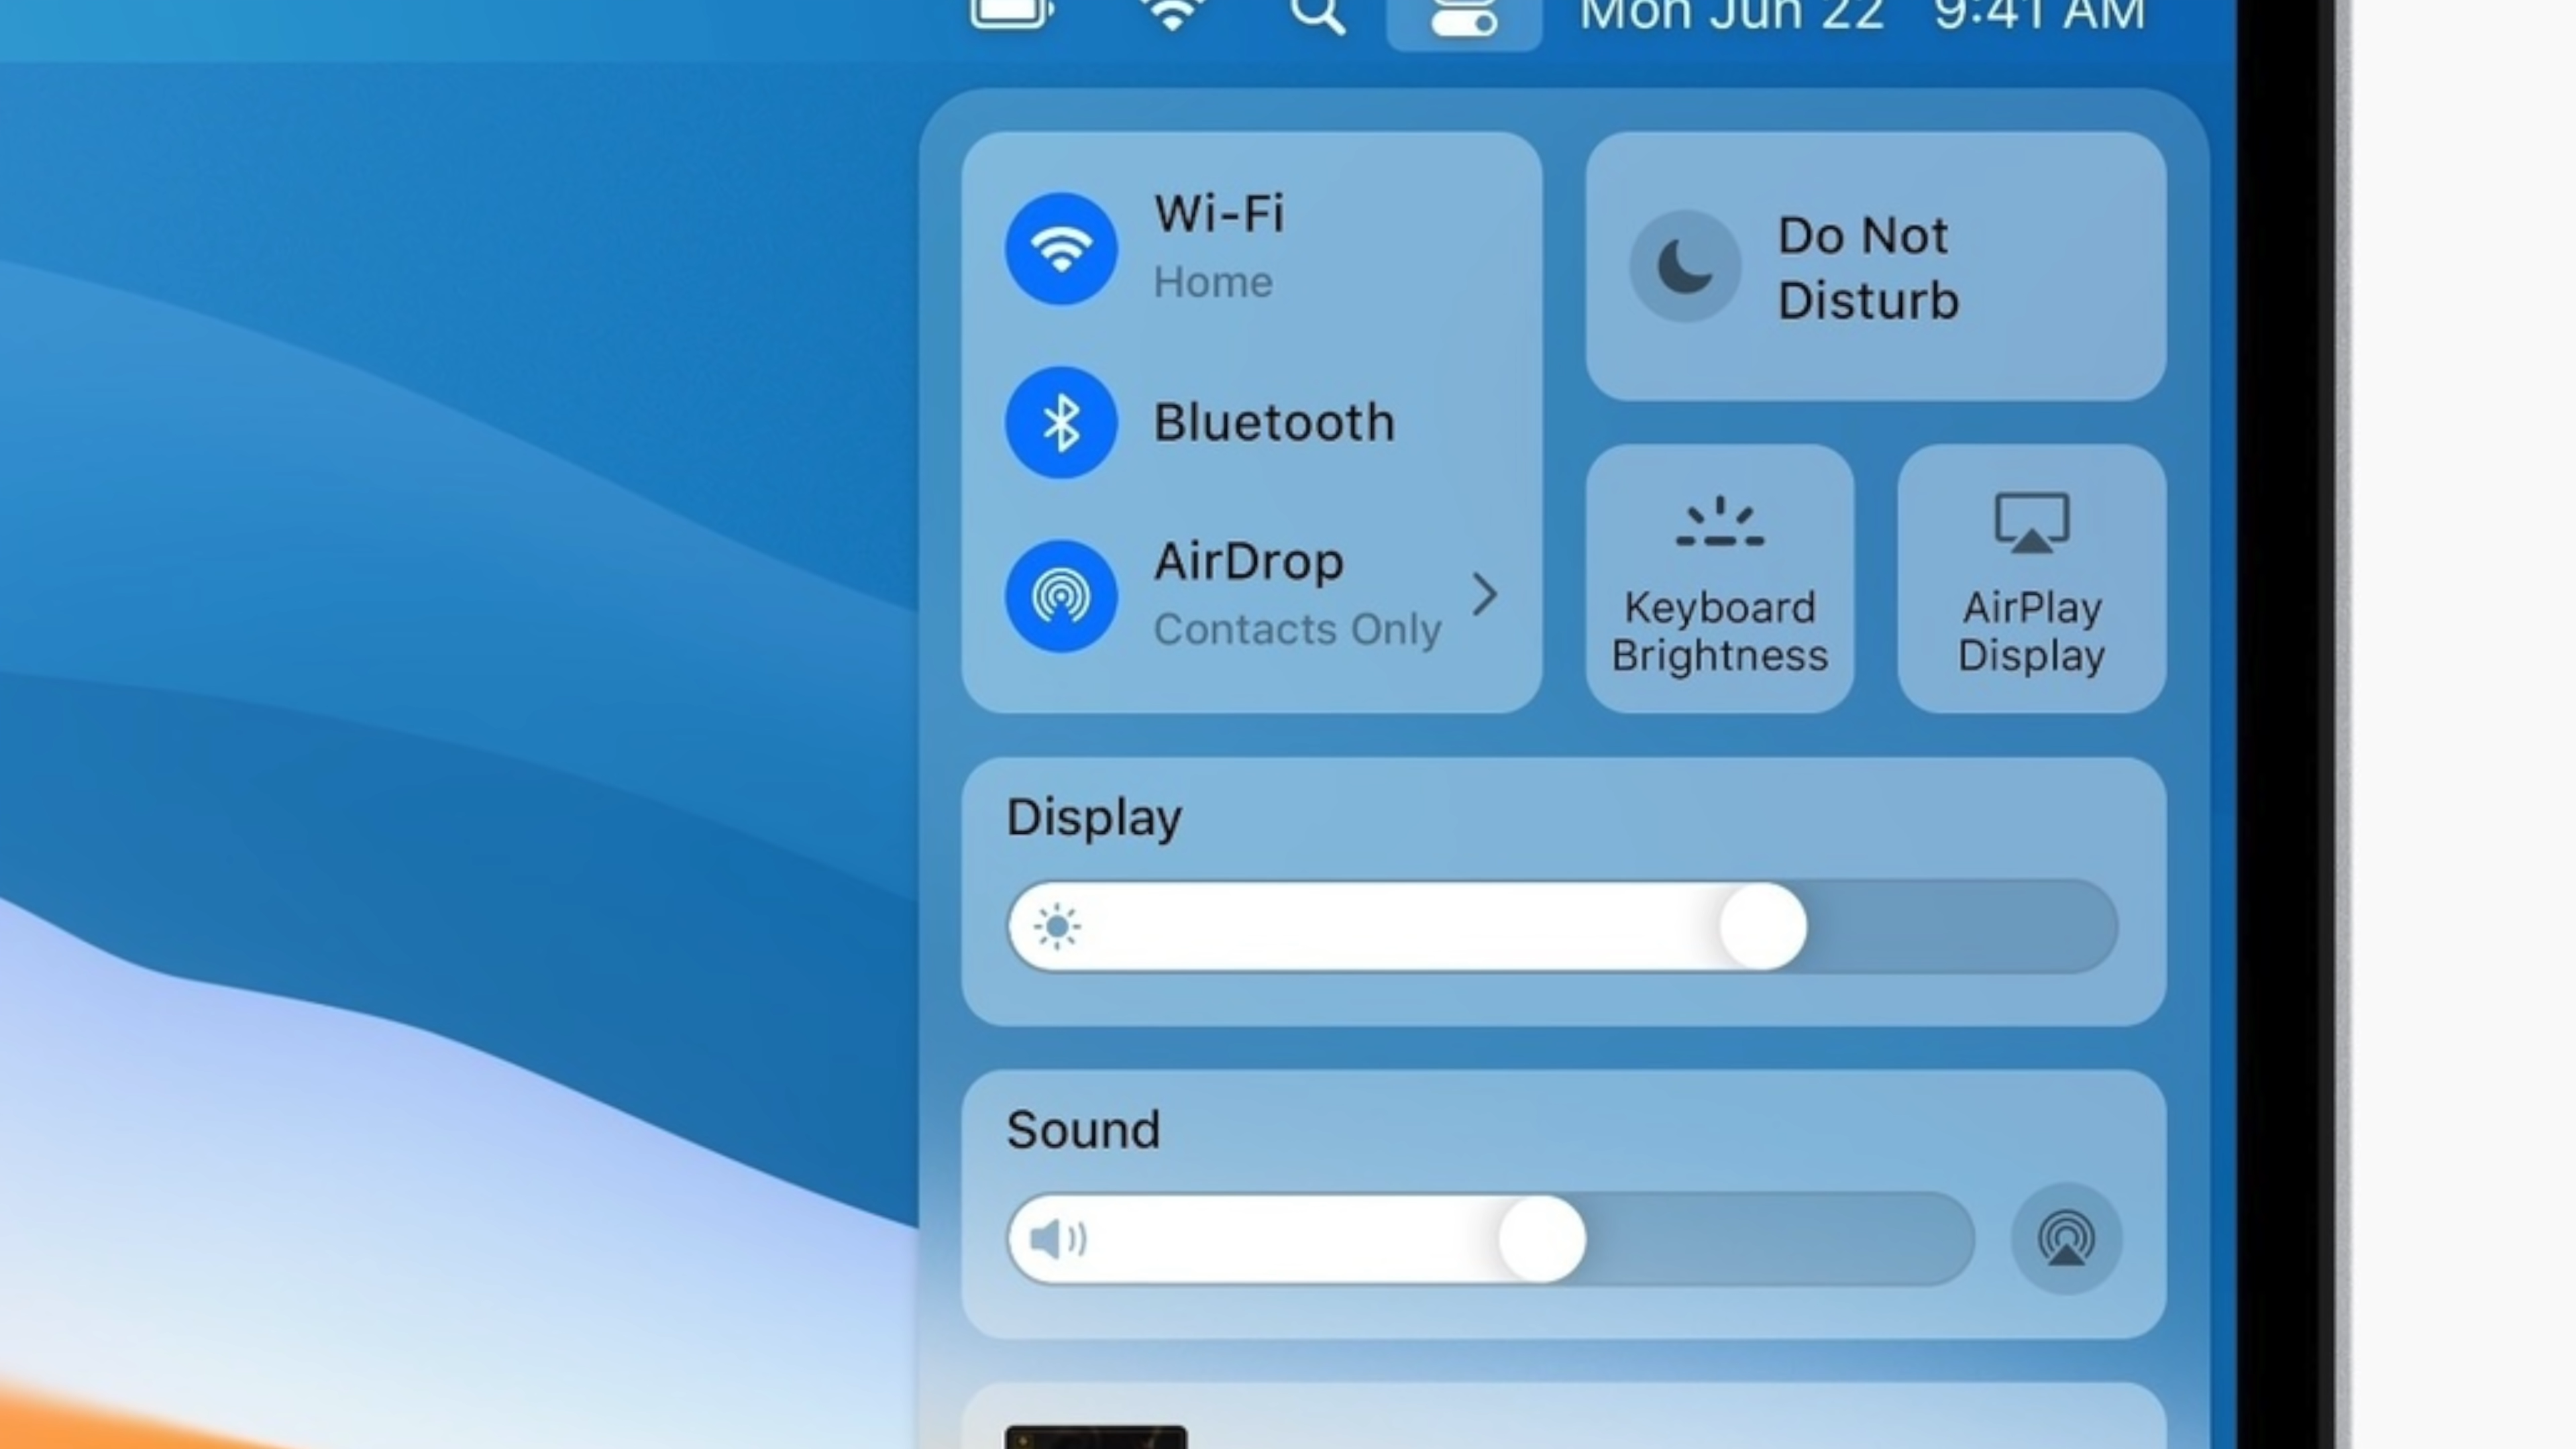 Mon Jun 22 9:41 AM
Wi-Fi
Home
Do Not
Disturb
Bluetooth
AirDrop
Contacts Only
Keyboard
Brightness
AirPlay
Display
Display
Sound